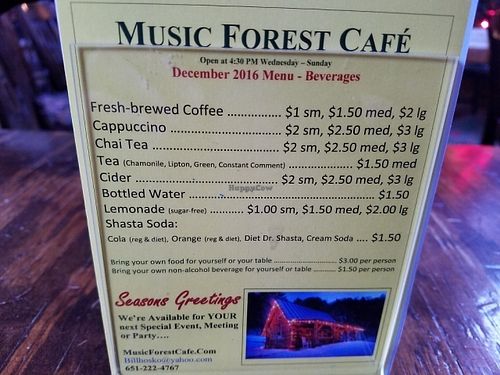 MUSIC FOREST CAFÉ
Open at 4:30 PM Wednesday – Sunday
December 2016 Menu - Beverages
Fresh-brewed Coffee ................ $1 sm, $1.50 med, $2 lg
Cappuccino ................................. $2 sm, $2.50 med, $3 lg
Chai Tea ..................................... $2 sm, $2.50 med, $3 lg
Tea (Chamonile, Lipton, Green, Constant Comment) .................. $1.50 med
Cider .......................................... $2 sm, $2.50 med, $3 lg
Bottled Water ................................................ $1.50
Lemonade (sugar-free) ........... $1.00 sm, $1.50 med, $2.00 lg
Shasta Soda:
Cola (reg & diet), Orange (reg & diet), Diet Dr. Shasta, Cream Soda .... $1.50
Bring your own food for yourself or your table ................................ $3.00 per person
Bring your own non-alcohol beverage for yourself or table ............ $1.50 per person
Seasons Greetings
We're Available for YOUR
next Special Event, Meeting
or Party….
MusicForestCafe.Com
Billhosko@yahoo.com
651-222-4767
HappyCow